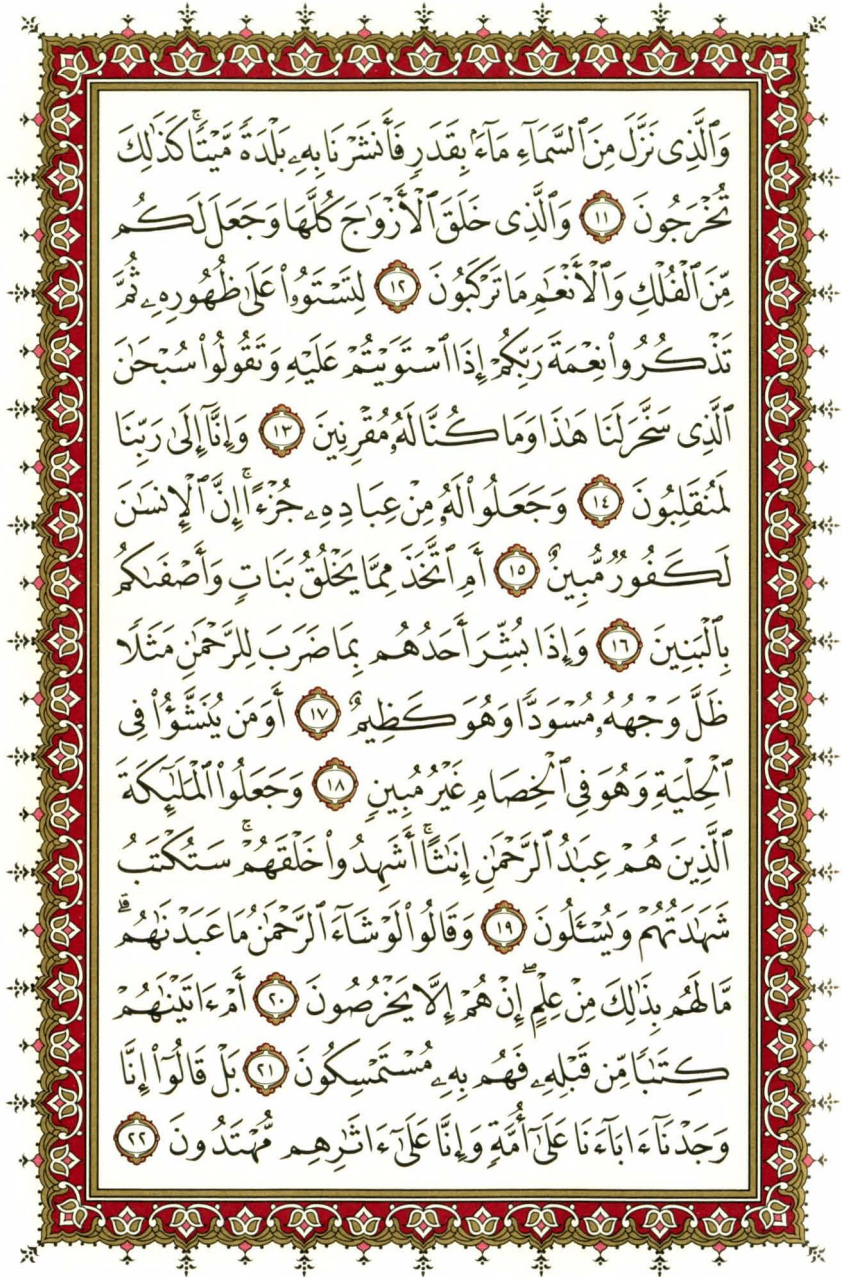 وَٱلَّذِى نَزَّلَ مِنَ ٱلسَّمَآءِ مَآءًۢ بِقَدَرٍ فَأَنشَرْنَا بِهِۦ بَلْدَةً مَّيْتًا ۚ كَذَٰلِكَ
تُخْرَجُونَ ١١ وَٱلَّذِى خَلَقَ ٱلْأَزْوَٰجَ كُلَّهَا وَجَعَلَ لَكُم
مِّنَ ٱلْفُلْكِ وَٱلْأَنْعَٰمِ مَا تَرْكَبُونَ ١٢ لِتَسْتَوُۥا۟ عَلَىٰ ظُهُورِهِۦ ثُمَّ
تَذْكُرُوا۟ نِعْمَةَ رَبِّكُمْ إِذَا ٱسْتَوَيْتُمْ عَلَيْهِ وَتَقُولُوا۟ سُبْحَٰنَ
ٱلَّذِى سَخَّرَ لَنَا هَٰذَا وَمَا كُنَّا لَهُۥ مُقْرِنِينَ ١٣ وَإِنَّآ إِلَىٰ رَبِّنَا
لَمُنقَلِبُونَ ١٤ وَجَعَلُوا۟ لَهُۥ مِنْ عِبَادِهِۦ جُزْءًا ۚ إِنَّ ٱلْإِنسَٰنَ
لَكَفُورٌ مُّبِينٌ ١٥ أَمِ ٱتَّخَذَ مِمَّا يَخْلُقُ بَنَاتٍ وَأَصْفَىٰكُم
بِٱلْبَنِينَ ١٦ وَإِذَا بُشِّرَ أَحَدُهُم بِمَا ضَرَبَ لِلرَّحْمَٰنِ مَثَلًا
ظَلَّ وَجْهُهُۥ مُسْوَدًّا وَهُوَ كَظِيمٌ ١٧ أَوَمَن يُنَشَّؤُا۟ فِى
ٱلْحِلْيَةِ وَهُوَ فِى ٱلْخِصَامِ غَيْرُ مُبِينٍ ١٨ وَجَعَلُوا۟ ٱلْمَلَٰٓئِكَةَ
ٱلَّذِينَ هُمْ عِبَٰدُ ٱلرَّحْمَٰنِ إِنَٰثًا ۚ أَشَهِدُوا۟ خَلْقَهُمْ ۚ سَتُكْتَبُ
شَهَٰدَتُهُمْ وَيُسْـَٔلُونَ ١٩ وَقَالُوا۟ لَوْ شَآءَ ٱلرَّحْمَٰنُ مَا عَبَدْنَٰهُم ۗ
مَّا لَهُم بِذَٰلِكَ مِنْ عِلْمٍ ۖ إِنْ هُمْ إِلَّا يَخْرُصُونَ ٢٠ أَمْ ءَاتَيْنَٰهُمْ
كِتَٰبًا مِّن قَبْلِهِۦ فَهُم بِهِۦ مُسْتَمْسِكُونَ ٢١ بَلْ قَالُوٓا۟ إِنَّا
وَجَدْنَآ ءَابَآءَنَا عَلَىٰٓ أُمَّةٍ وَإِنَّا عَلَىٰٓ ءَاثَٰرِهِم مُّهْتَدُونَ ٢٢